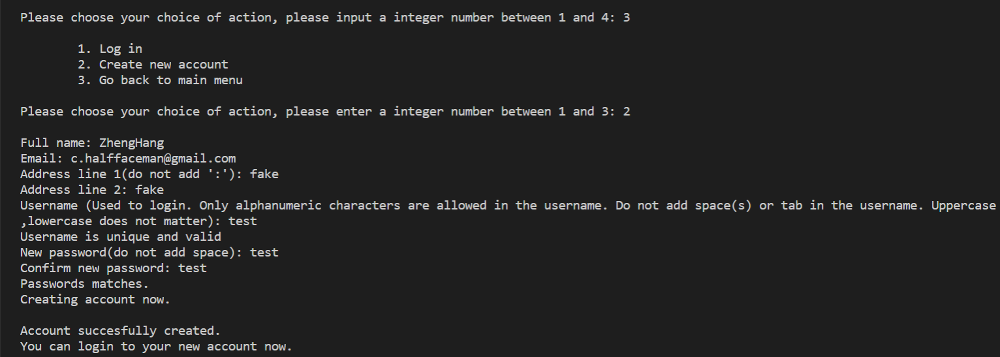 Please choose your choice of action, please input a integer number between 1 and 4: 3
1. Log in
2. Create new account
3. Go back to main menu
Please choose your choice of action, please enter a integer number between 1 and 3: 2
Full name: ZhengHang
Email: c.halffaceman@gmail.com
Address line 1(do not add ':'): fake
Address line 2: fake
Username (Used to login. Only alphanumeric characters are allowed in the username. Do not add space(s) or tab in the username. Uppercase
,lowercase does not matter): test
Username is unique and valid
New password(do not add space): test
Confirm new password: test
Passwords matches.
Creating account now.
Account succesfully created.
You can login to your new account now.